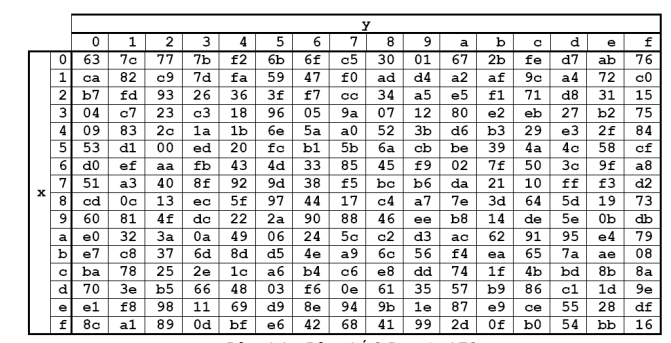 y
0 1 2 3 4 5 6 7 8 9 a b c d e f
0 63 7c 77 7b f2 6b 6f c5 30 01 67 2b fe d7 ab 76
1 ca 82 c9 7d fa 59 47 f0 ad d4 a2 af 9c a4 72 c0
2 b7 fd 93 26 36 3f f7 cc 34 a5 e5 f1 71 d8 31 15
3 04 c7 23 c3 18 96 05 9a 07 12 80 e2 eb 27 b2 75
4 09 83 2c 1a 1b 6e 5a a0 52 3b d6 b3 29 e3 2f 84
5 53 d1 00 ed 20 fc b1 5b 6a cb be 39 4a 4c 58 cf
6 d0 ef aa fb 43 4d 33 85 45 f9 02 7f 50 3c 9f a8
x 7 51 a3 40 8f 92 9d 38 f5 bc b6 da 21 10 ff f3 d2
8 cd 0c 13 ec 5f 97 44 17 c4 a7 7e 3d 64 5d 19 73
9 60 81 4f dc 22 2a 90 88 46 ee b8 14 de 5e 0b db
a e0 32 3a 0a 49 06 24 5c c2 d3 ac 62 91 95 e4 79
b e7 c8 37 6d 8d d5 4e a9 6c 56 f4 ea 65 7a ae 08
c ba 78 25 2e 1c a6 b4 c6 e8 dd 74 1f 4b bd 8b 8a
d 70 3e b5 66 48 03 f6 0e 61 35 57 b9 86 c1 1d 9e
e e1 f8 98 11 69 d9 8e 94 9b 1e 87 e9 ce 55 28 df
f 8c a1 89 0d bf e6 42 68 41 99 2d 0f b0 54 bb 16